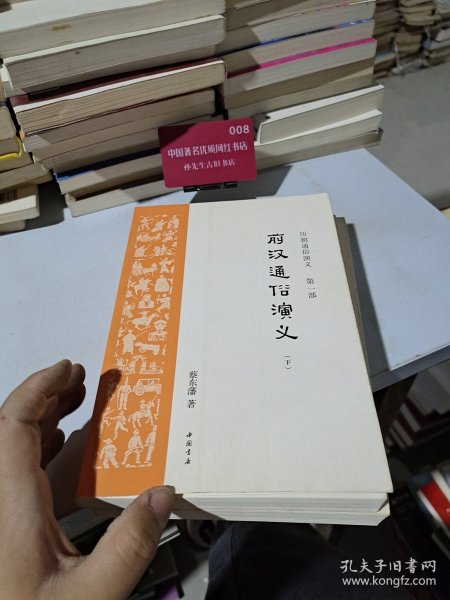 008
中国著名优质网红书店
孙先生古旧书店
历朝通俗演义 第一部
前汉通俗演义
（下）
蔡东藩 著
中国书店
孔夫子旧书网
www.kongfz.com